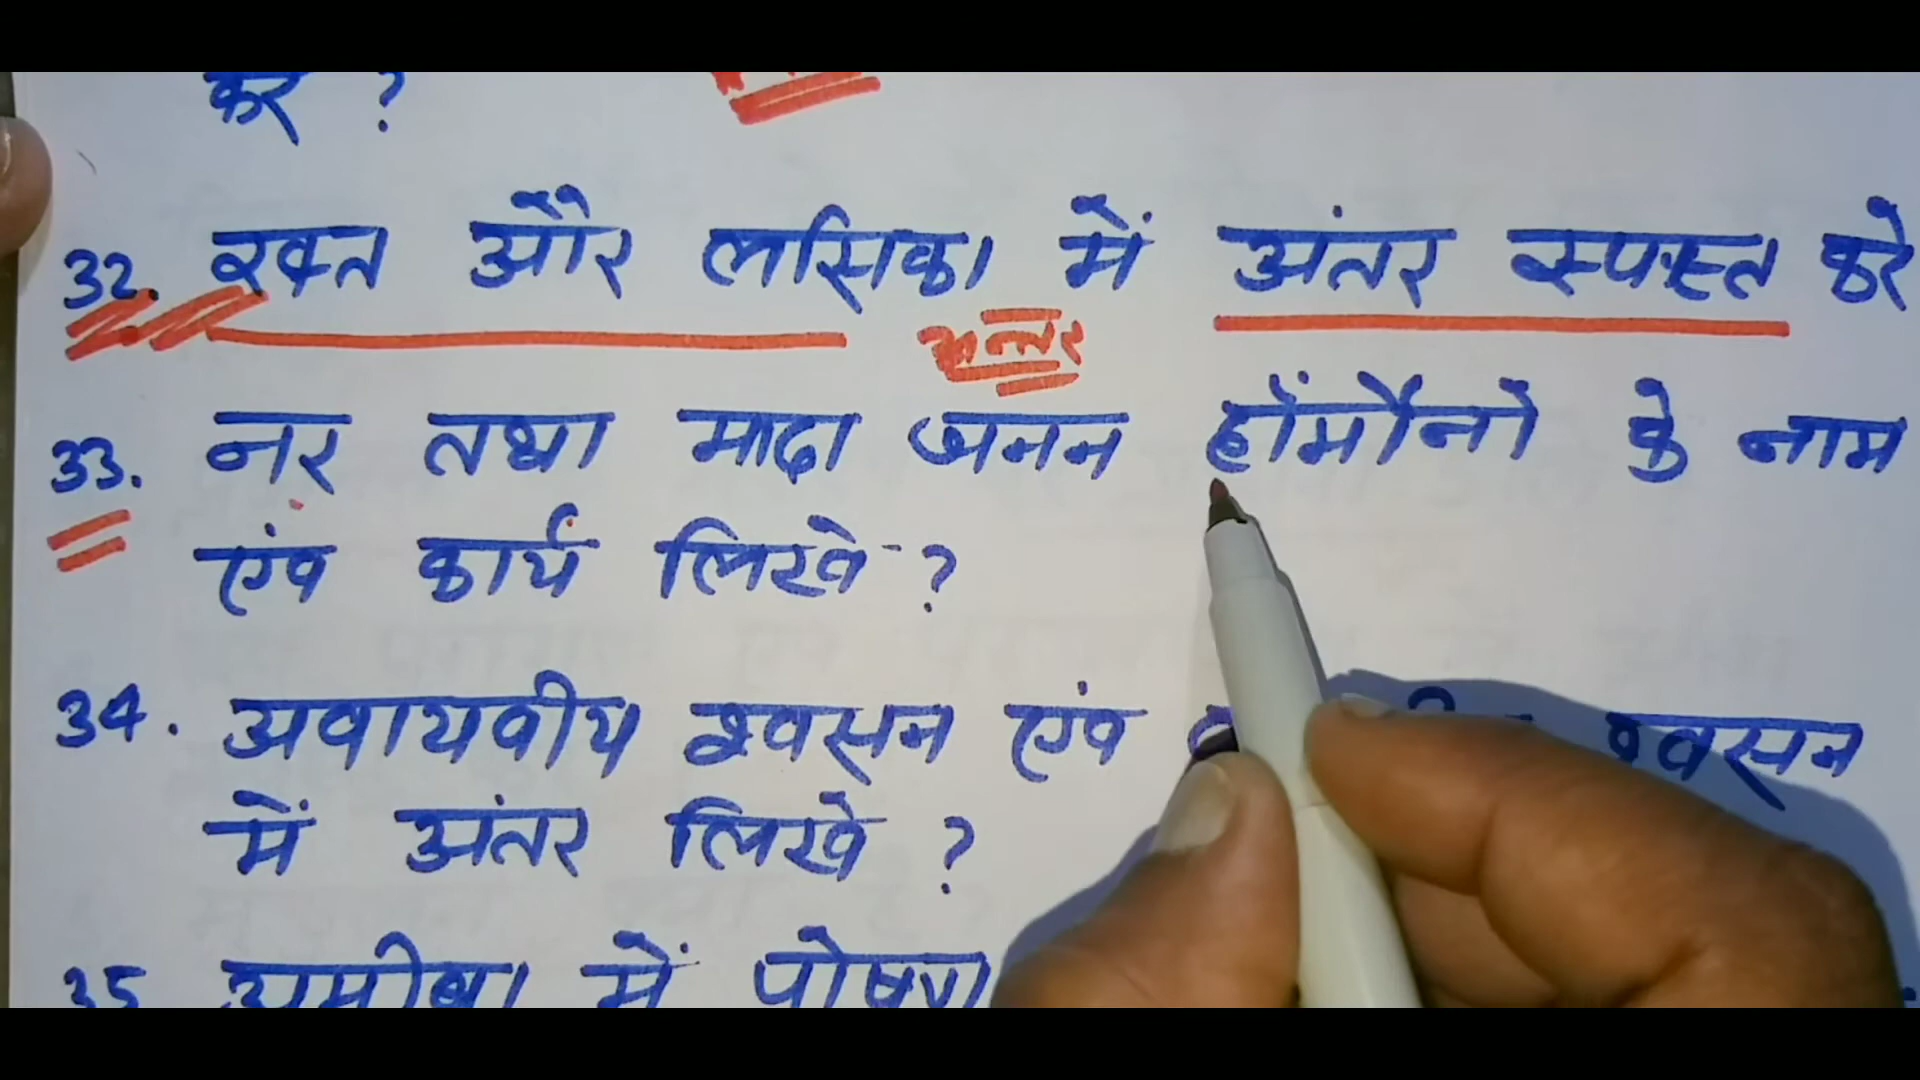 करे ?
32. रक्त और लसिका में अंतर स्पस्त करे
अन्तर
33. नर तथा मादा जनन हॉर्मोनो के नाम
एंव कार्य लिखे ?
34. अवायवीय श्वसन एंव श्वसन
में अंतर लिखे ?
35 अमीबा में पोषण